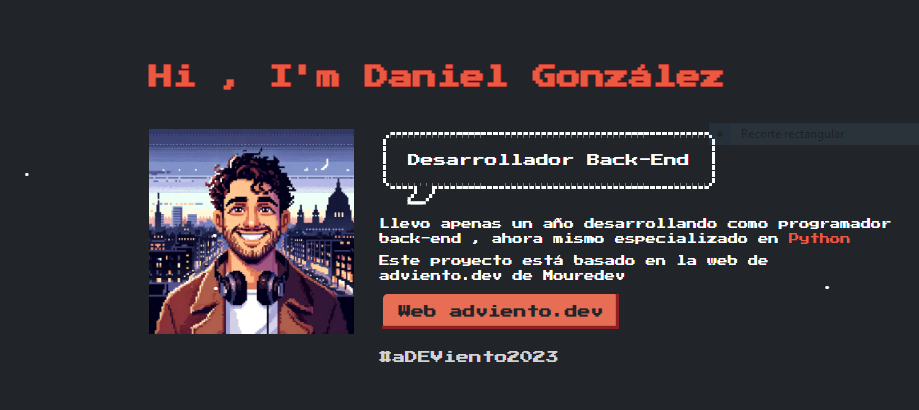 Hi , I'm Daniel González
Recorte rectangular
Desarrollador Back-End
Llevo apenas un año desarrollando como programador
back-end , ahora mismo especializado en Python
Este proyecto está basado en la web de
adviento.dev de Mouredev
Web adviento.dev
#aDEViento2023